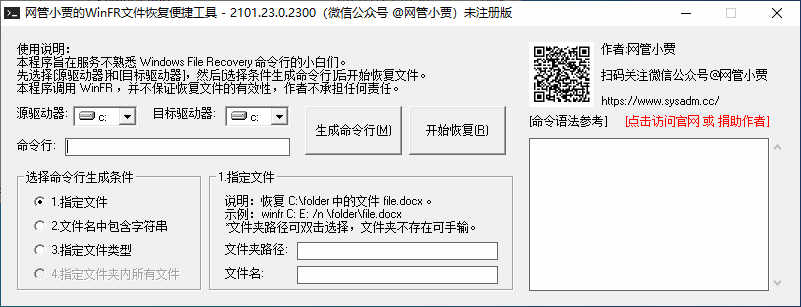 网管小贾的WinFR文件恢复便捷工具 - 2101.23.0.2300（微信公众号 @网管小贾）未注册版
使用说明：
本程序旨在服务不熟悉 Windows File Recovery 命令行的小白们。
先选择[源驱动器]和[目标驱动器]，然后[选择条件生成命令行]后开始恢复文件。
本程序调用 WinFR ，并不保证恢复文件的有效性，作者不承担任何责任。
源驱动器: c: 目标驱动器: c: 生成命令行(M) 开始恢复(R)
命令行:
选择命令行生成条件
1.指定文件
2.文件名中包含字符串
3.指定文件类型
4.指定文件夹内所有文件
1.指定文件
说明：恢复 C:\folder 中的文件 file.docx 。
示例：winfr C: E: /n \folder\file.docx
*文件夹路径可双击选择，文件夹不存在可手输。
文件夹路径:
文件名:
作者:网管小贾
扫码关注微信公众号@网管小贾
https://www.sysadm.cc/
[命令语法参考] [点击访问官网 或 捐助作者]